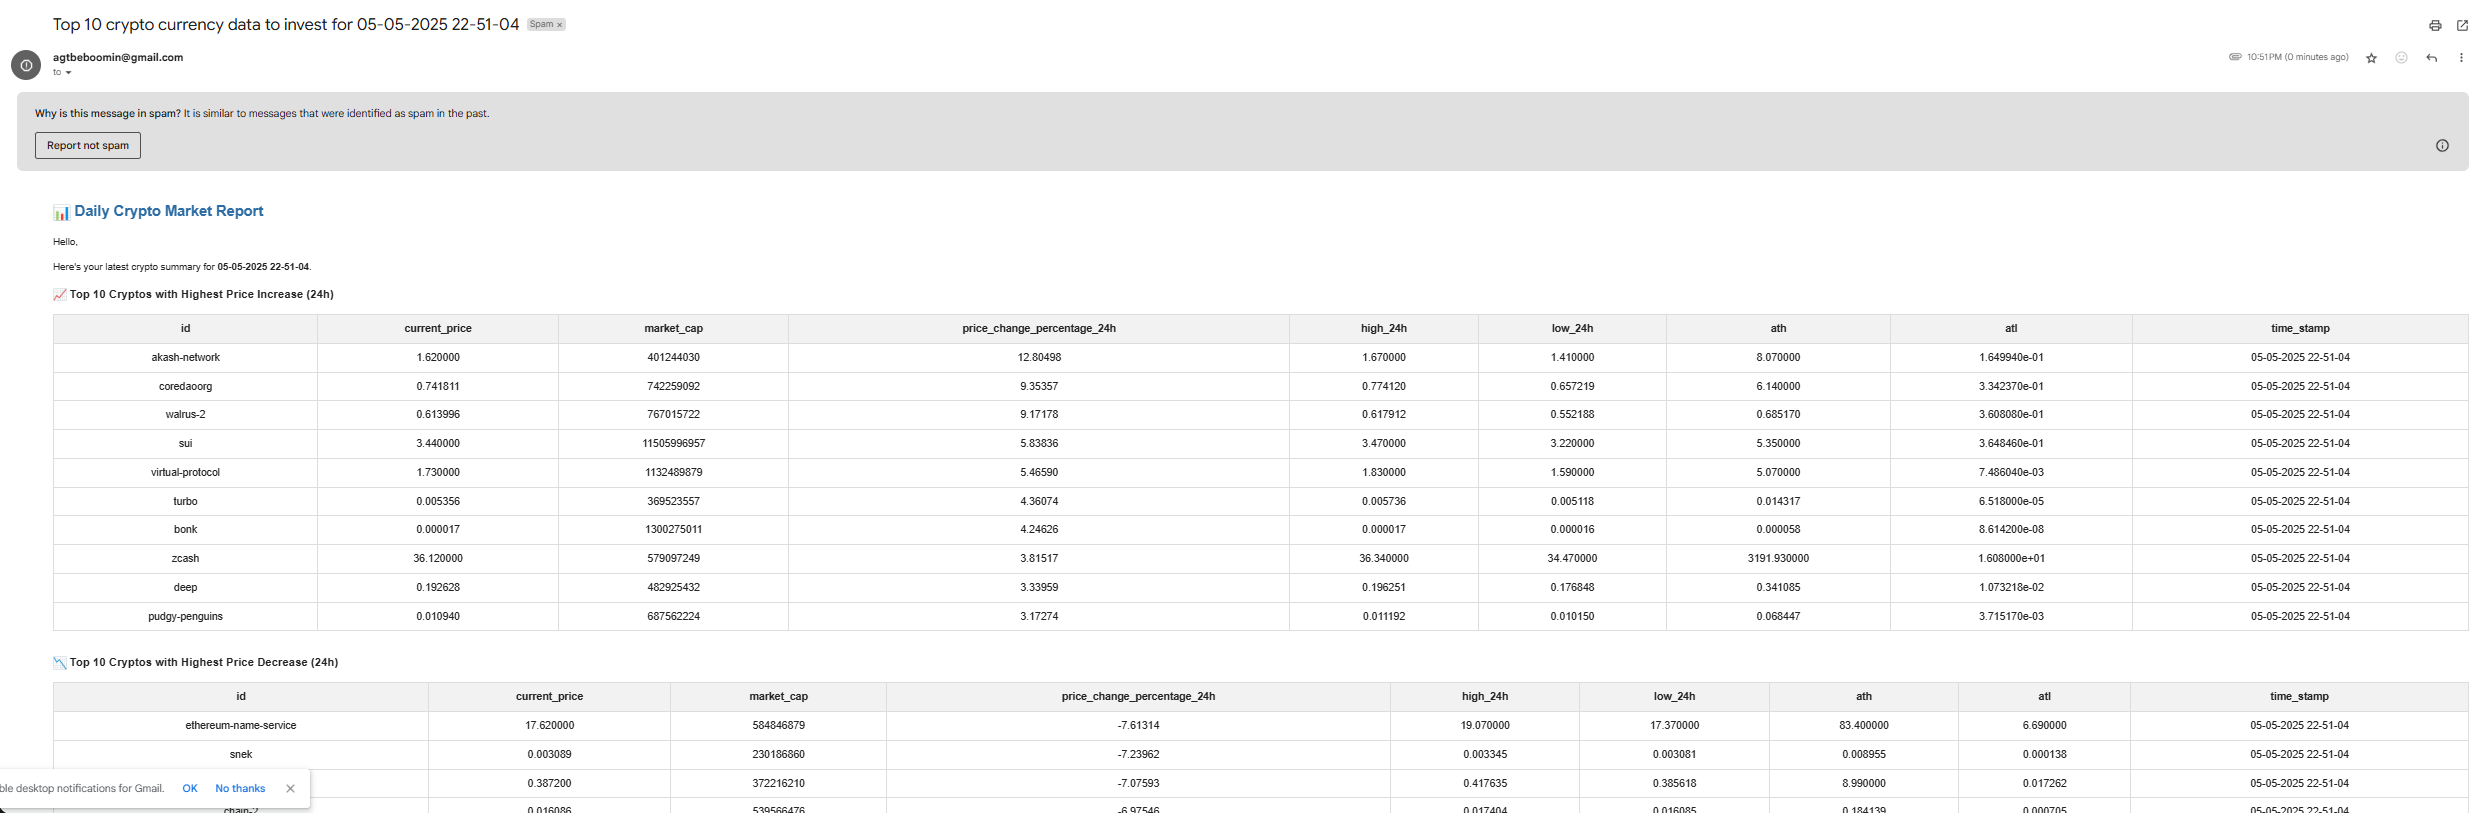 Top 10 crypto currency data to invest for 05-05-2025 22-51-04 Spam ×
agtbeboomin@gmail.com 10:51 PM (0 minutes ago)
to
Why is this message in spam? It is similar to messages that were identified as spam in the past.
Report not spam
📊 Daily Crypto Market Report
Hello,
Here's your latest crypto summary for 05-05-2025 22-51-04.
📈 Top 10 Cryptos with Highest Price Increase (24h)
id current_price market_cap price_change_percentage_24h high_24h low_24h ath atl time_stamp
akash-network 1.620000 401244030 12.80498 1.670000 1.410000 8.070000 1.649940e-01 05-05-2025 22-51-04
coredaoorg 0.741811 742259092 9.35357 0.774120 0.657219 6.140000 3.342370e-01 05-05-2025 22-51-04
walrus-2 0.613996 767015722 9.17178 0.617912 0.552188 0.685170 3.608080e-01 05-05-2025 22-51-04
sui 3.440000 11505996957 5.83836 3.470000 3.220000 5.350000 3.648460e-01 05-05-2025 22-51-04
virtual-protocol 1.730000 1132489879 5.46590 1.830000 1.590000 5.070000 7.486040e-03 05-05-2025 22-51-04
turbo 0.005356 369523557 4.36074 0.005736 0.005118 0.014317 6.518000e-05 05-05-2025 22-51-04
bonk 0.000017 1300275011 4.24626 0.000017 0.000016 0.000058 8.614200e-08 05-05-2025 22-51-04
zcash 36.120000 579097249 3.81517 36.340000 34.470000 3191.930000 1.608000e+01 05-05-2025 22-51-04
deep 0.192628 482925432 3.33959 0.196251 0.176848 0.341085 1.073218e-02 05-05-2025 22-51-04
pudgy-penguins 0.010940 687562224 3.17274 0.011192 0.010150 0.068447 3.715170e-03 05-05-2025 22-51-04
📉 Top 10 Cryptos with Highest Price Decrease (24h)
id current_price market_cap price_change_percentage_24h high_24h low_24h ath atl time_stamp
ethereum-name-service 17.620000 584846879 -7.61314 19.070000 17.370000 83.400000 6.690000 05-05-2025 22-51-04
snek 0.003089 230186860 -7.23962 0.003345 0.003081 0.008955 0.000138 05-05-2025 22-51-04
0.387200 372216210 -7.07593 0.417635 0.385618 8.990000 0.017262 05-05-2025 22-51-04
ble desktop notifications for Gmail. OK No thanks ×
chain-2 0.016086 539566476 -6.97546 0.017404 0.016085 0.184139 0.000705 05-05-2025 22-51-04